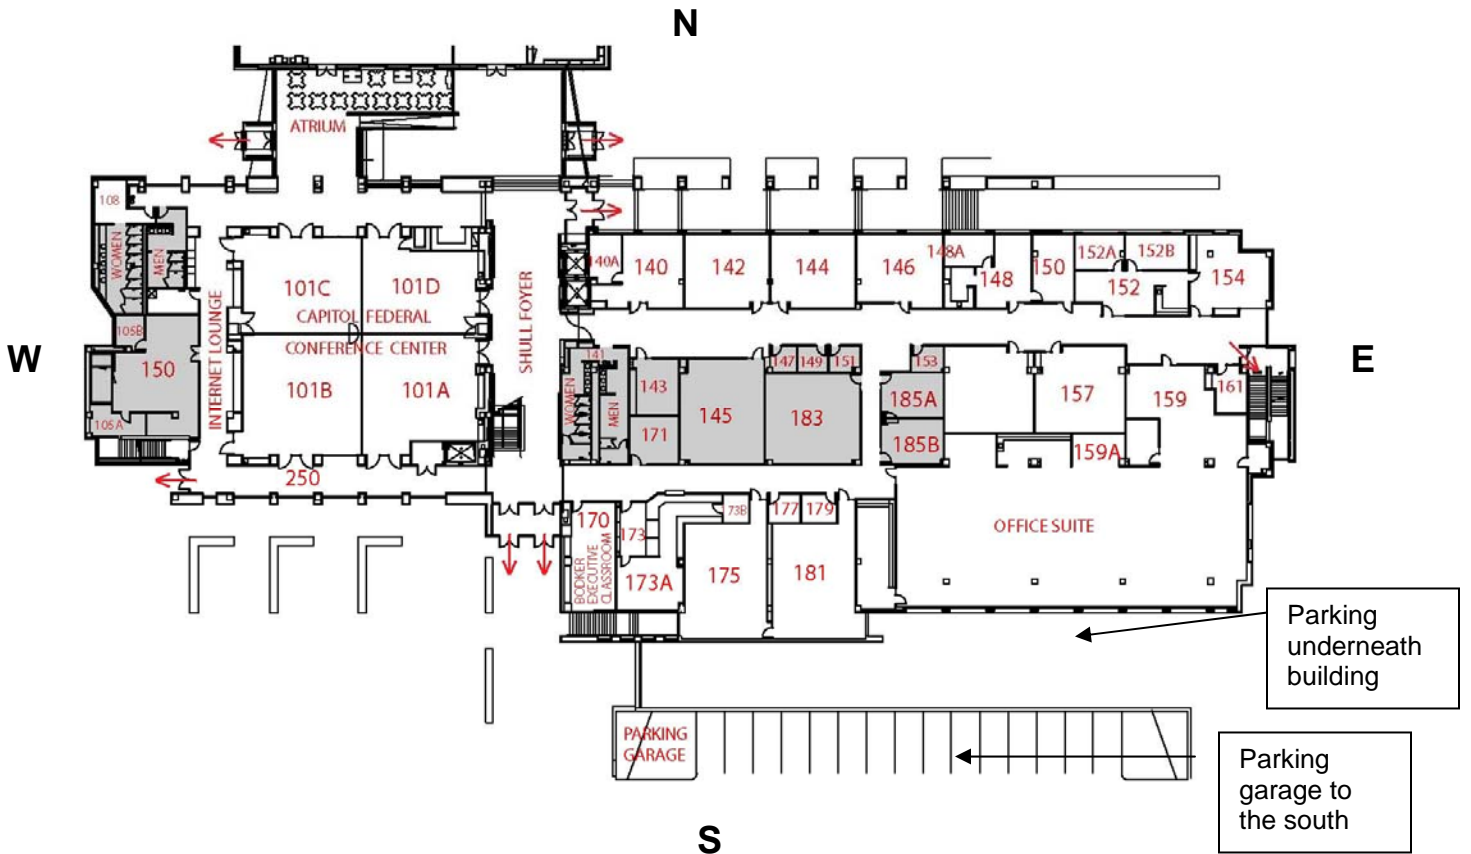 N
ATRIUM
108
WOMEN
MEN
140A
140
142
144
146
148A
148
150
152A
152B
152
154
101C
101D
CAPITOL FEDERAL
CONFERENCE CENTER
101B
101A
INTERNET LOUNGE
SHULL FOYER
W
E
105B
150
105A
141
WOMEN
MEN
143
171
145
147
149
151
183
153
185A
185B
157
159
161
159A
250
170
BODKER
EXECUTIVE
CLASSROOM
173
173A
73B
175
177
179
181
OFFICE SUITE
Parking
underneath
building
PARKING
GARAGE
Parking
garage to
the south
S